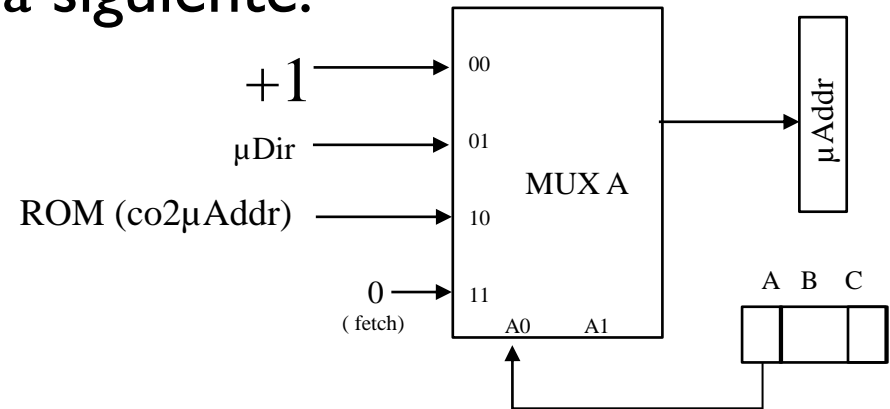 a siguiente:
+1
00
µDir
01
MUX A
ROM (co2µAddr)
10
0
( fetch)
11
A0 A1
µAddr
A B C